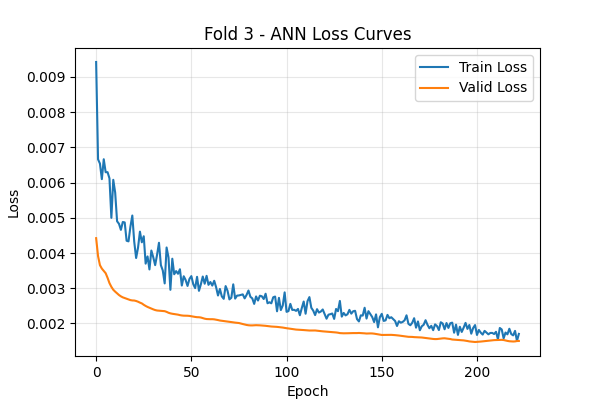 Fold 3 - ANN Loss Curves
Train Loss
Valid Loss
0.009
0.008
0.007
0.006
0.005
0.004
0.003
0.002
Loss
0
50
100
150
200
Epoch